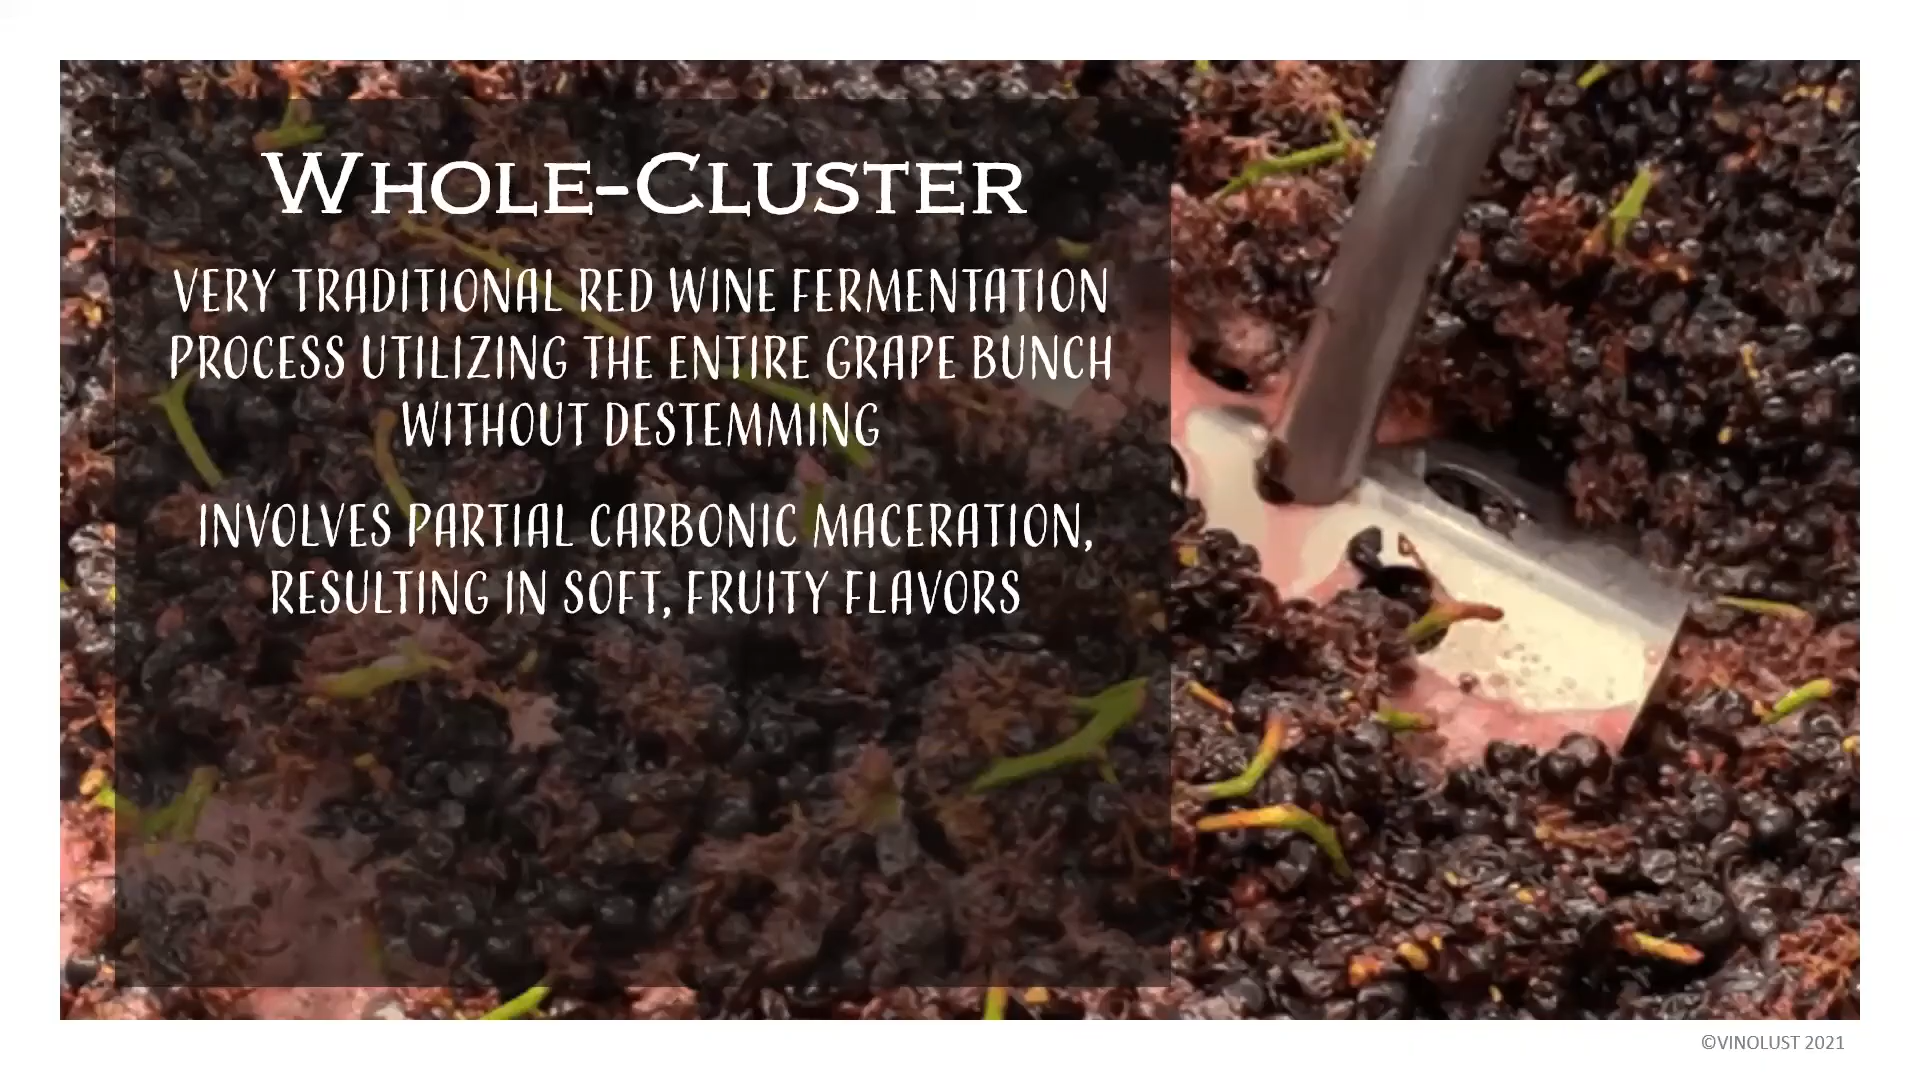 WHOLE-CLUSTER
VERY TRADITIONAL RED WINE FERMENTATION
PROCESS UTILIZING THE ENTIRE GRAPE BUNCH
WITHOUT DESTEMMING
INVOLVES PARTIAL CARBONIC MACERATION,
RESULTING IN SOFT, FRUITY FLAVORS
©VINOLUST 2021